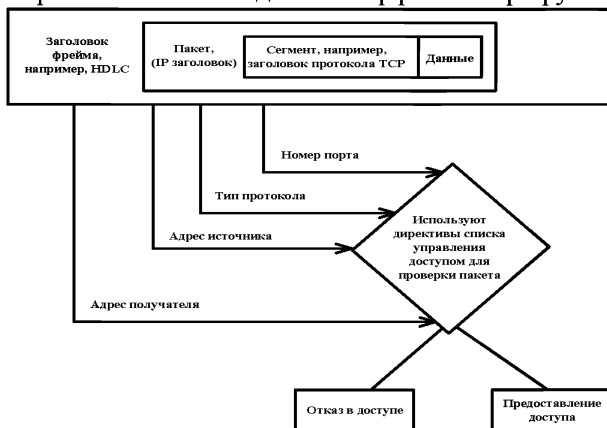 Заголовок
фрейма,
например, HDLC
Пакет,
(IP заголовок)
Сегмент, например,
заголовок протокола TCP
Данные
Номер порта
Тип протокола
Адрес источника
Адрес получателя
Используют
директивы списка
управления
доступом для
проверки пакета
Отказ в доступе
Предоставление
доступа